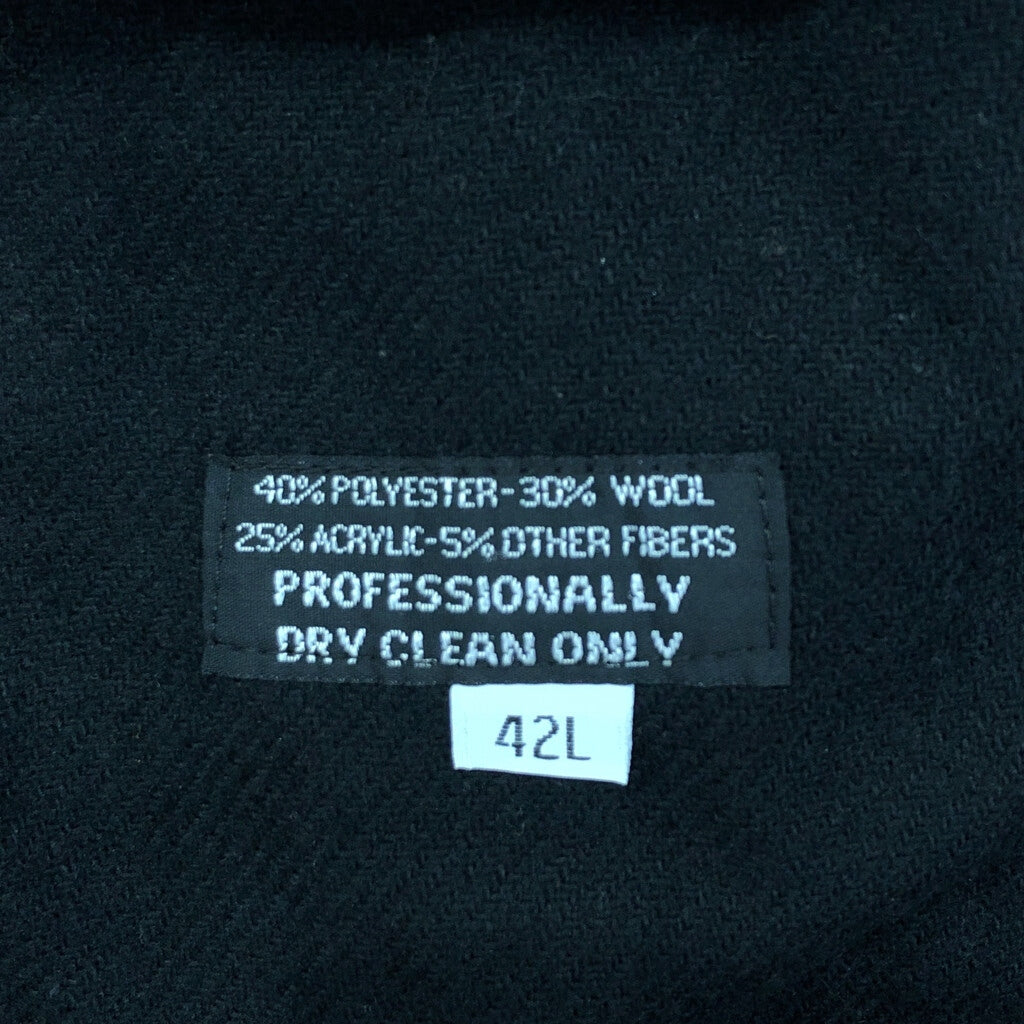 40% POLYESTER-30% WOOL
25% ACRYLIC-5% OTHER FIBERS
PROFESSIONALLY
DRY CLEAN ONLY
42L